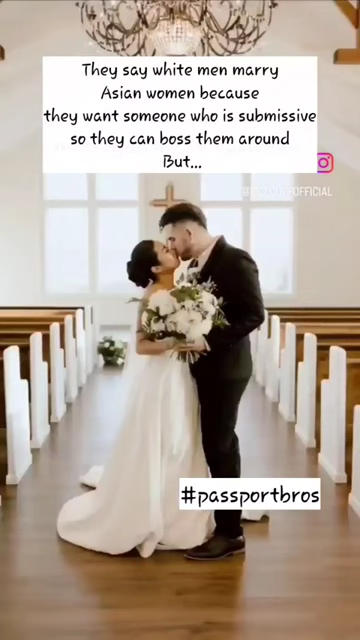 They say white men marry
Asian women because
they want someone who is submissive
so they can boss them around
But...
#passportbros